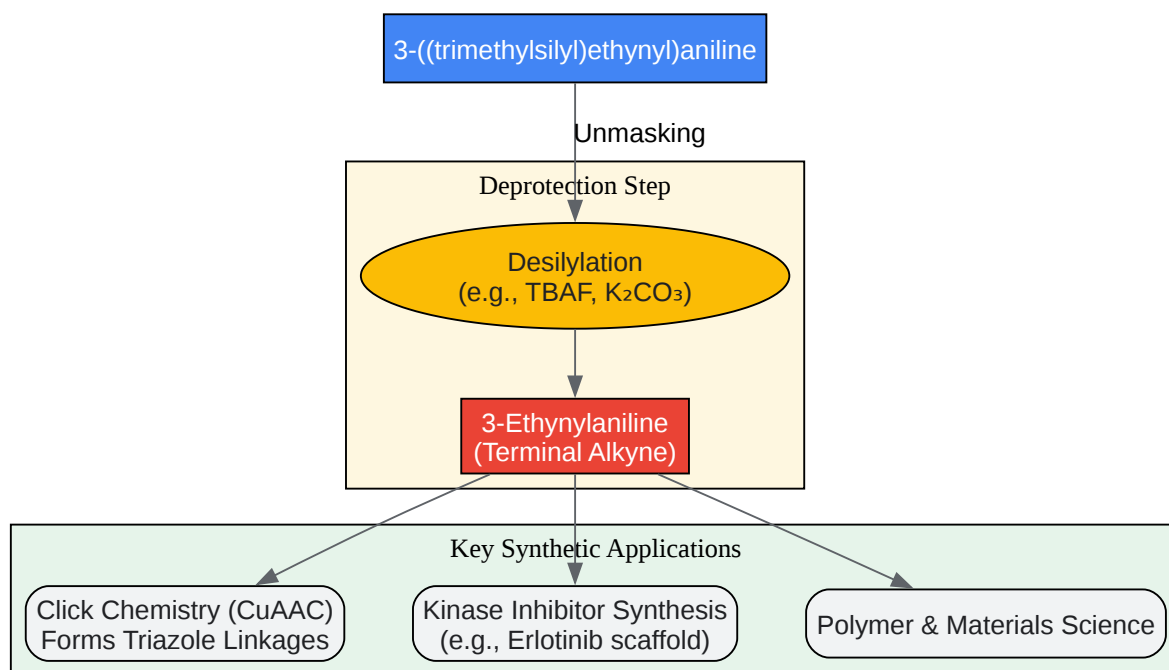 3-((trimethylsilyl)ethynyl)aniline
Unmasking
Deprotection Step
Desilylation
(e.g., TBAF, K₂CO₃)
3-Ethynylaniline
(Terminal Alkyne)
Key Synthetic Applications
Click Chemistry (CuAAC)
Forms Triazole Linkages
Kinase Inhibitor Synthesis
(e.g., Erlotinib scaffold)
Polymer & Materials Science